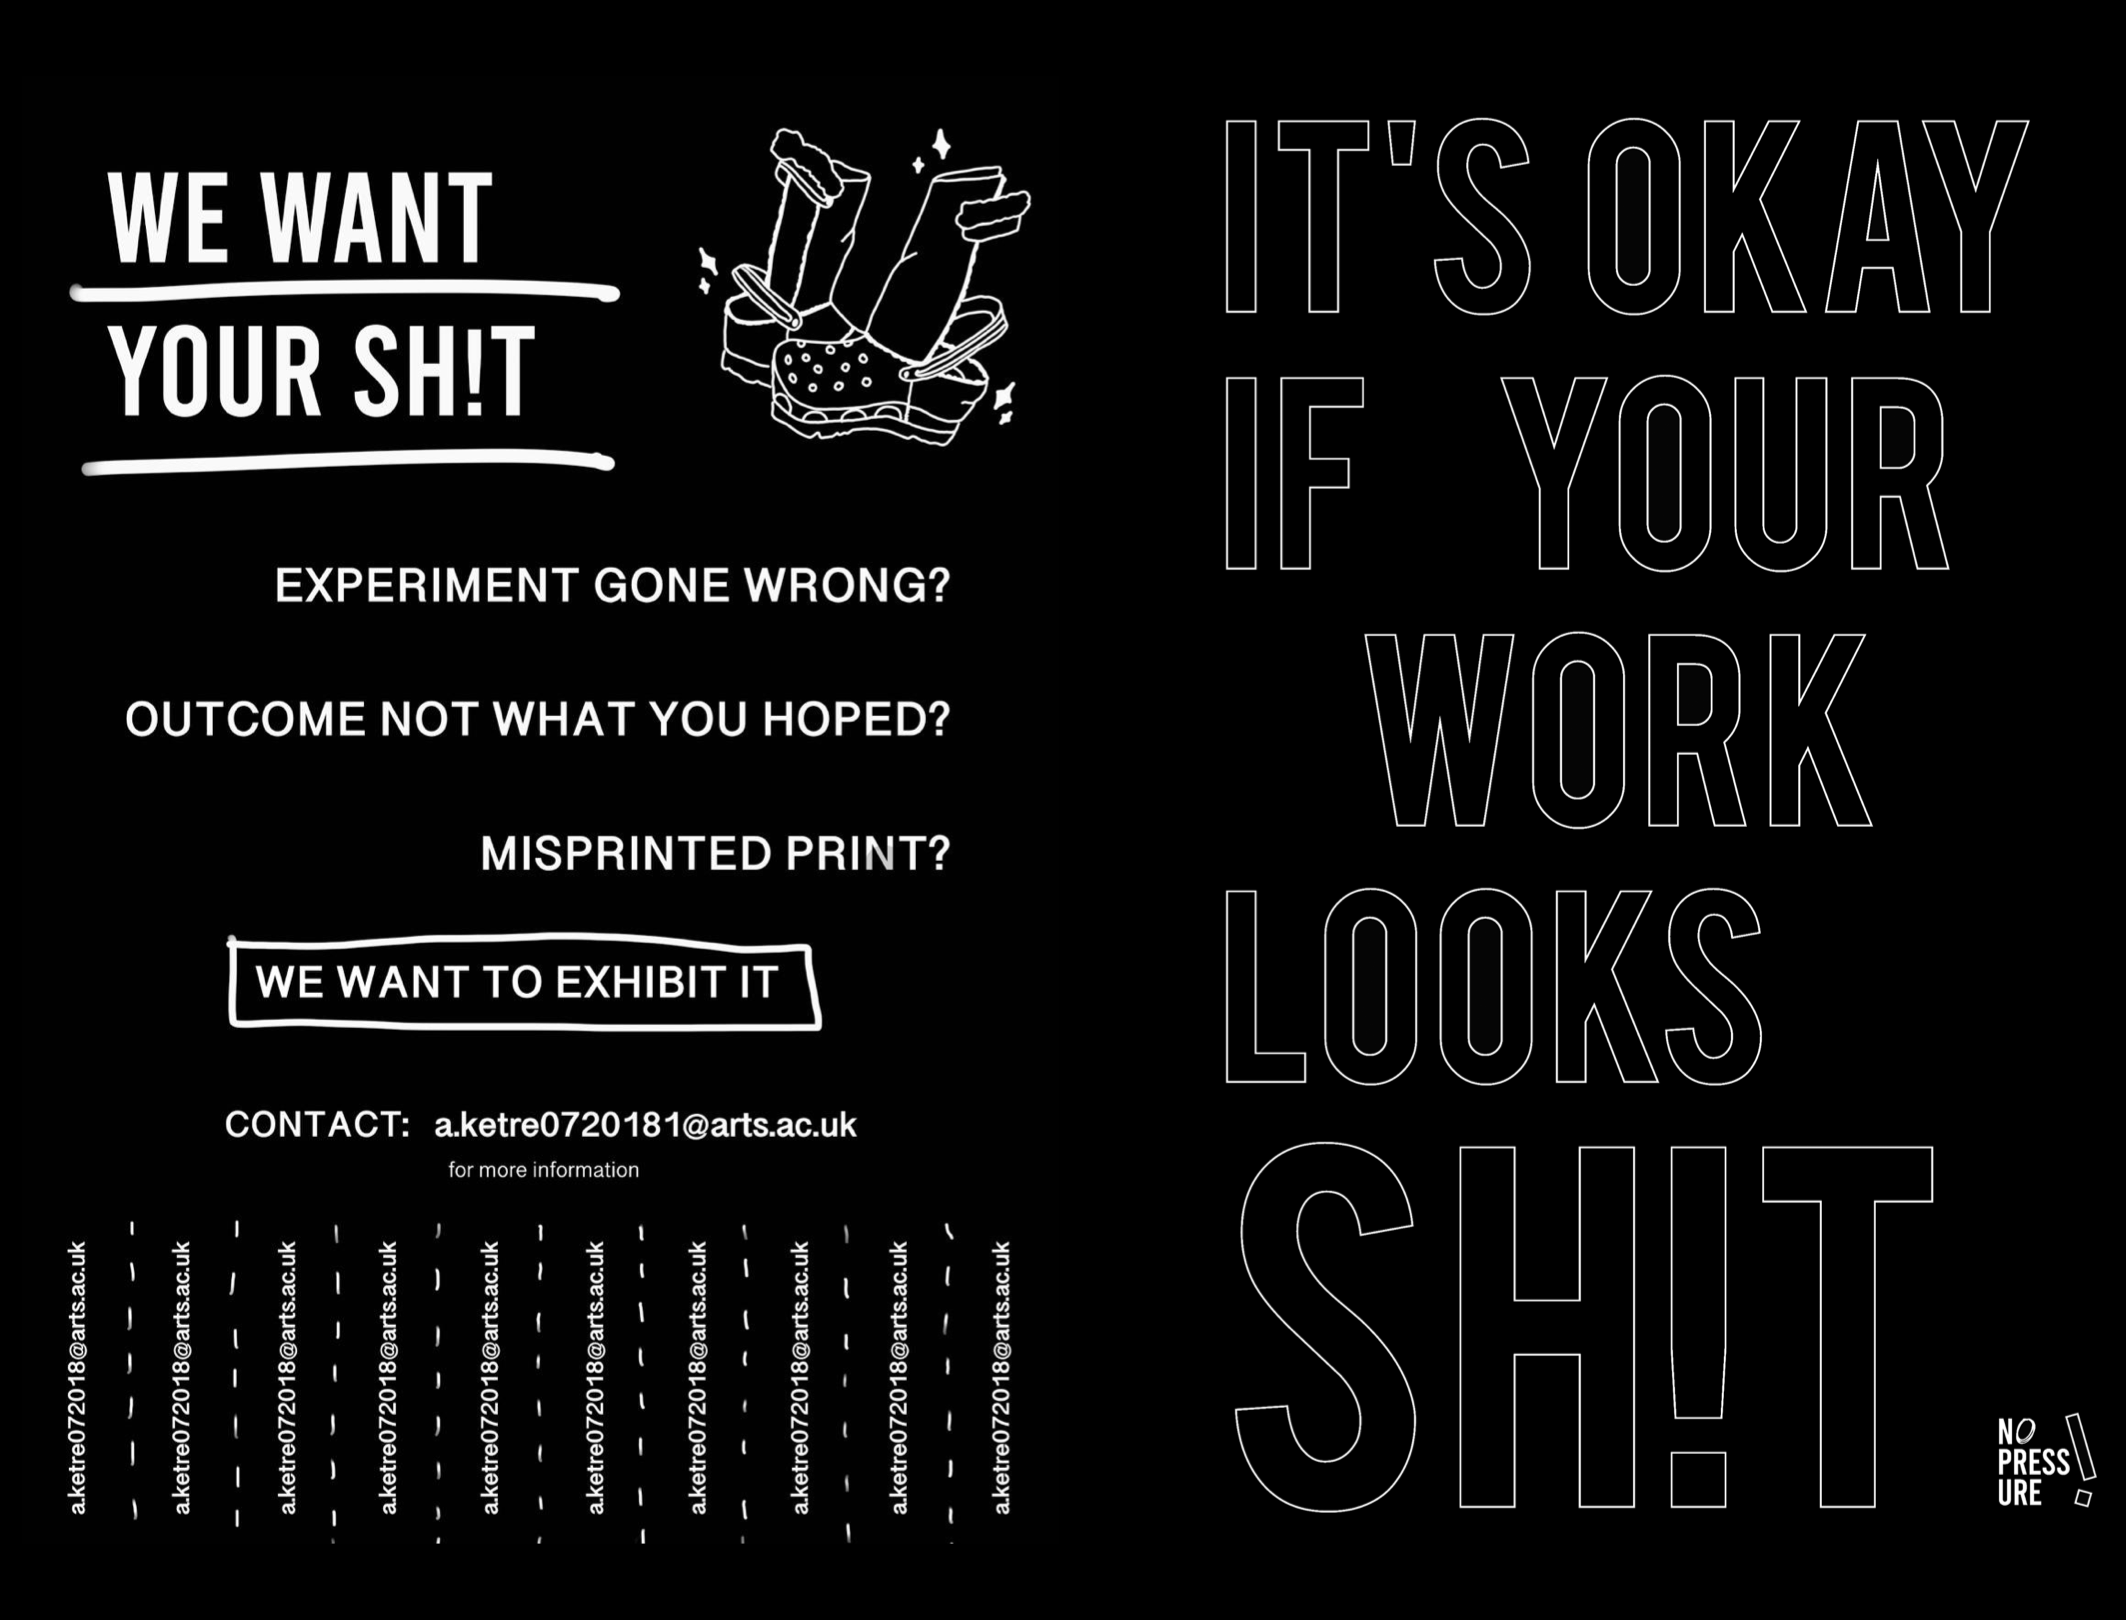 WE WANT
YOUR SH!T
EXPERIMENT GONE WRONG?
OUTCOME NOT WHAT YOU HOPED?
MISPRINTED PRINT?
WE WANT TO EXHIBIT IT
CONTACT: a.ketre0720181@arts.ac.uk
for more information
a.ketre072018@arts.ac.uk
a.ketre072018@arts.ac.uk
a.ketre072018@arts.ac.uk
a.ketre072018@arts.ac.uk
a.ketre072018@arts.ac.uk
a.ketre072018@arts.ac.uk
a.ketre072018@arts.ac.uk
a.ketre072018@arts.ac.uk
a.ketre072018@arts.ac.uk
a.ketre072018@arts.ac.uk
IT'S OKAY
IF YOUR
WORK
LOOKS
SH!T
NO
PRESS
URE!